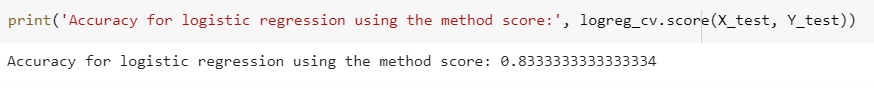 print('Accuracy for logistic regression using the method score:', logreg_cv.score(X_test, Y_test))
Accuracy for logistic regression using the method score: 0.8333333333333334